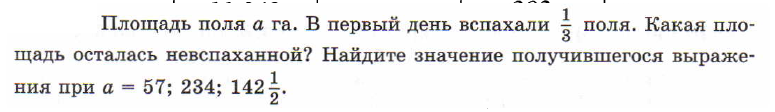 Площадь поля a га. В первый день вспахали 1/3 поля. Какая пло-
щадь осталась невспаханной? Найдите значение получившегося выраже-
ния при a = 57; 234; 142 1/2.